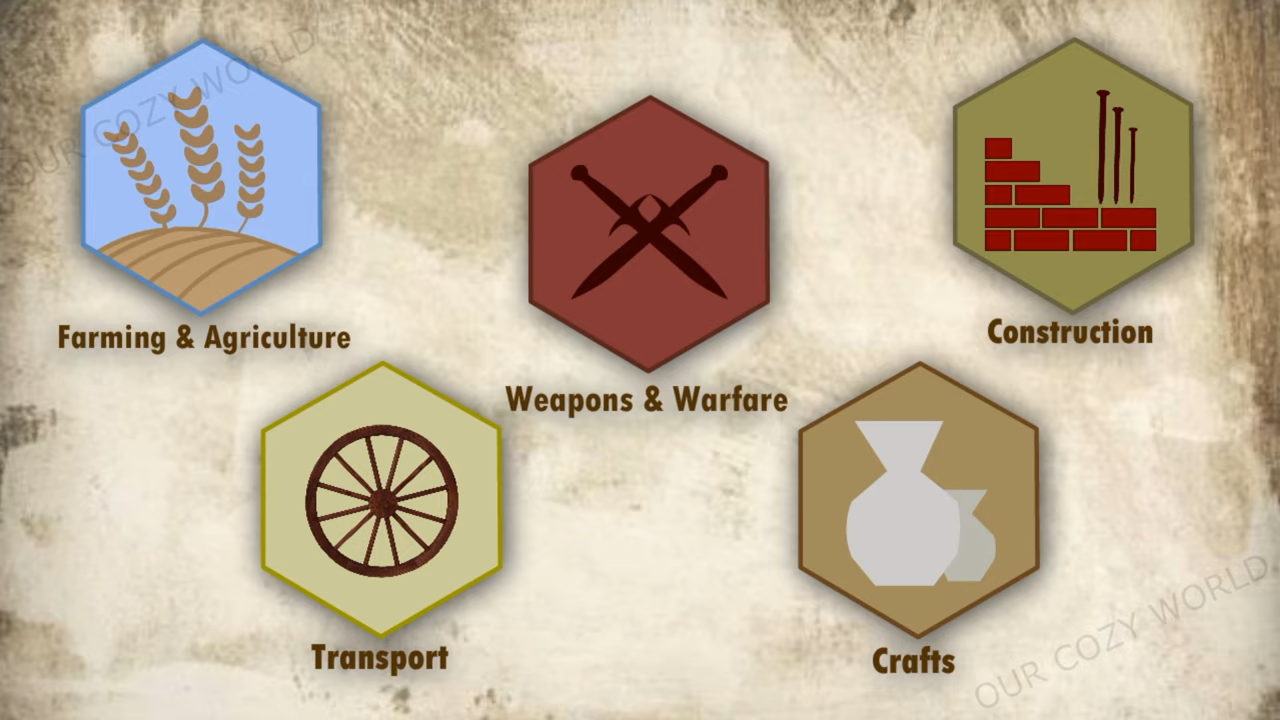 OUR COZY WORLD
Farming & Agriculture
Weapons & Warfare
Construction
Transport
Crafts
OUR COZY WORLD